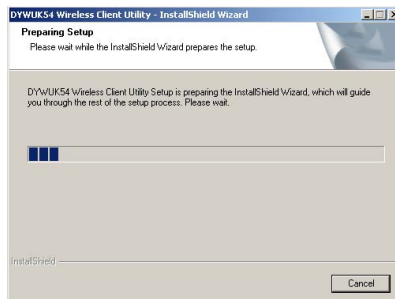 DYWUK54 Wireless Client Utility - InstallShield Wizard
Preparing Setup
Please wait while the InstallShield Wizard prepares the setup.
DYWUK54 Wireless Client Utility Setup is preparing the InstallShield Wizard, which will guide
you through the rest of the setup process. Please wait.
InstallShield
Cancel